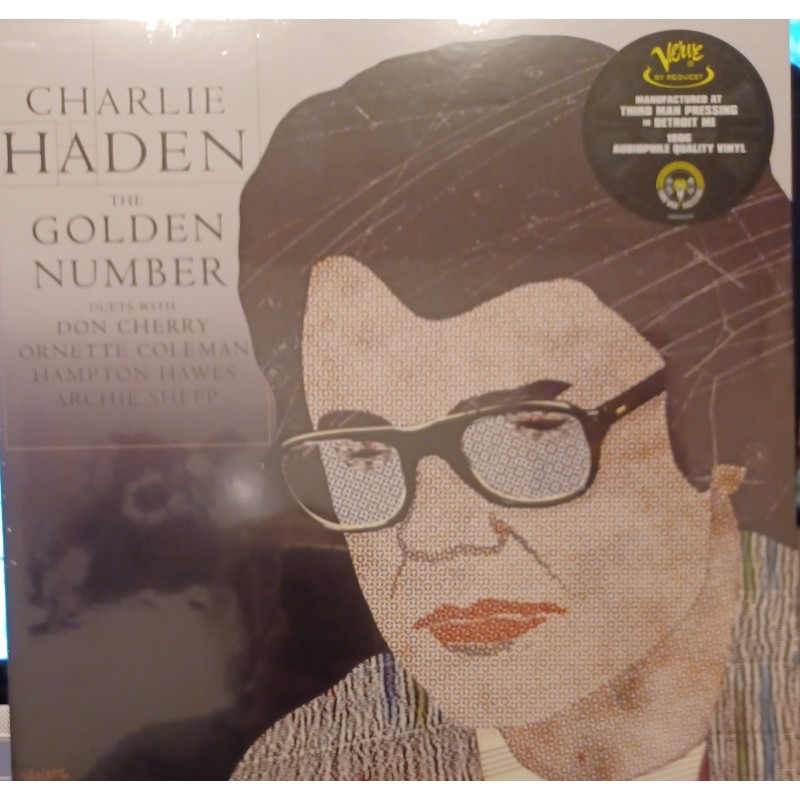 CHARLIE
HADEN
THE
GOLDEN
NUMBER
DUETS WITH
DON CHERRY
ORNETTE COLEMAN
HAMPTON HAWES
ARCHIE SHEPP
Verve
BY REQUEST
MANUFACTURED AT
THIRD MAN PRESSING
IN DETROIT MI
180G
AUDIOPHILE QUALITY VINYL